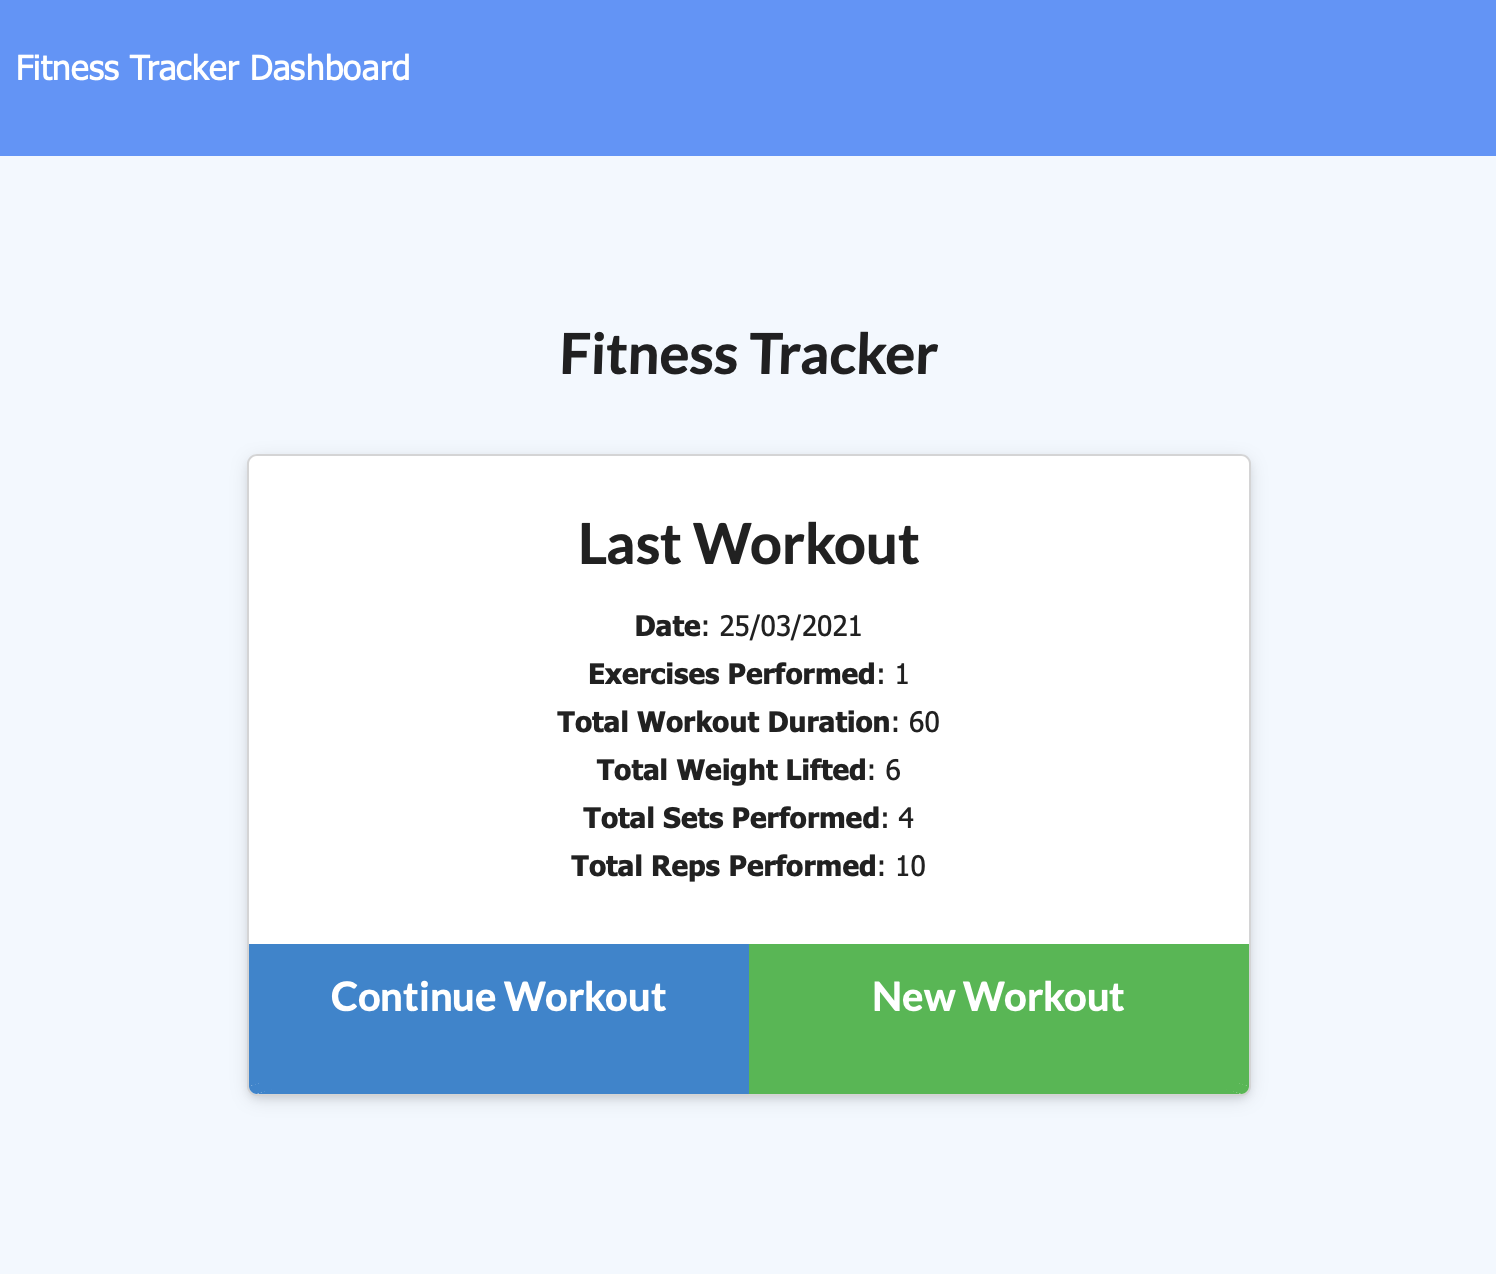 Fitness Tracker Dashboard
Fitness Tracker
Last Workout
Date: 25/03/2021
Exercises Performed: 1
Total Workout Duration: 60
Total Weight Lifted: 6
Total Sets Performed: 4
Total Reps Performed: 10
Continue Workout
New Workout